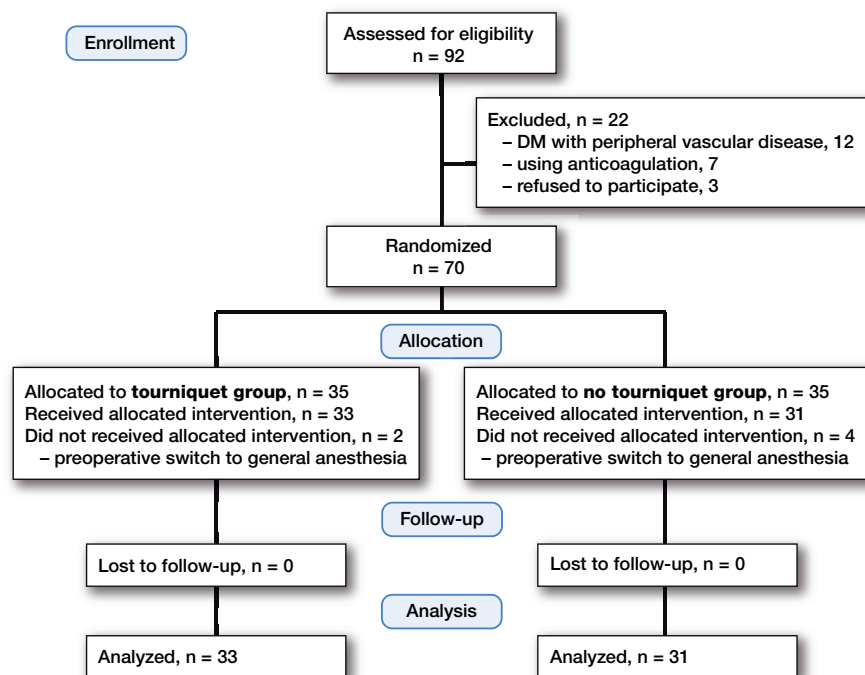 Enrollment
Assessed for eligibility
n = 92
Excluded, n = 22
– DM with peripheral vascular disease, 12
– using anticoagulation, 7
– refused to participate, 3
Randomized
n = 70
Allocation
Allocated to tourniquet group, n = 35
Received allocated intervention, n = 33
Did not received allocated intervention, n = 2
– preoperative switch to general anesthesia
Allocated to no tourniquet group, n = 35
Received allocated intervention, n = 31
Did not received allocated intervention, n = 4
– preoperative switch to general anesthesia
Follow-up
Lost to follow-up, n = 0
Lost to follow-up, n = 0
Analysis
Analyzed, n = 33
Analyzed, n = 31